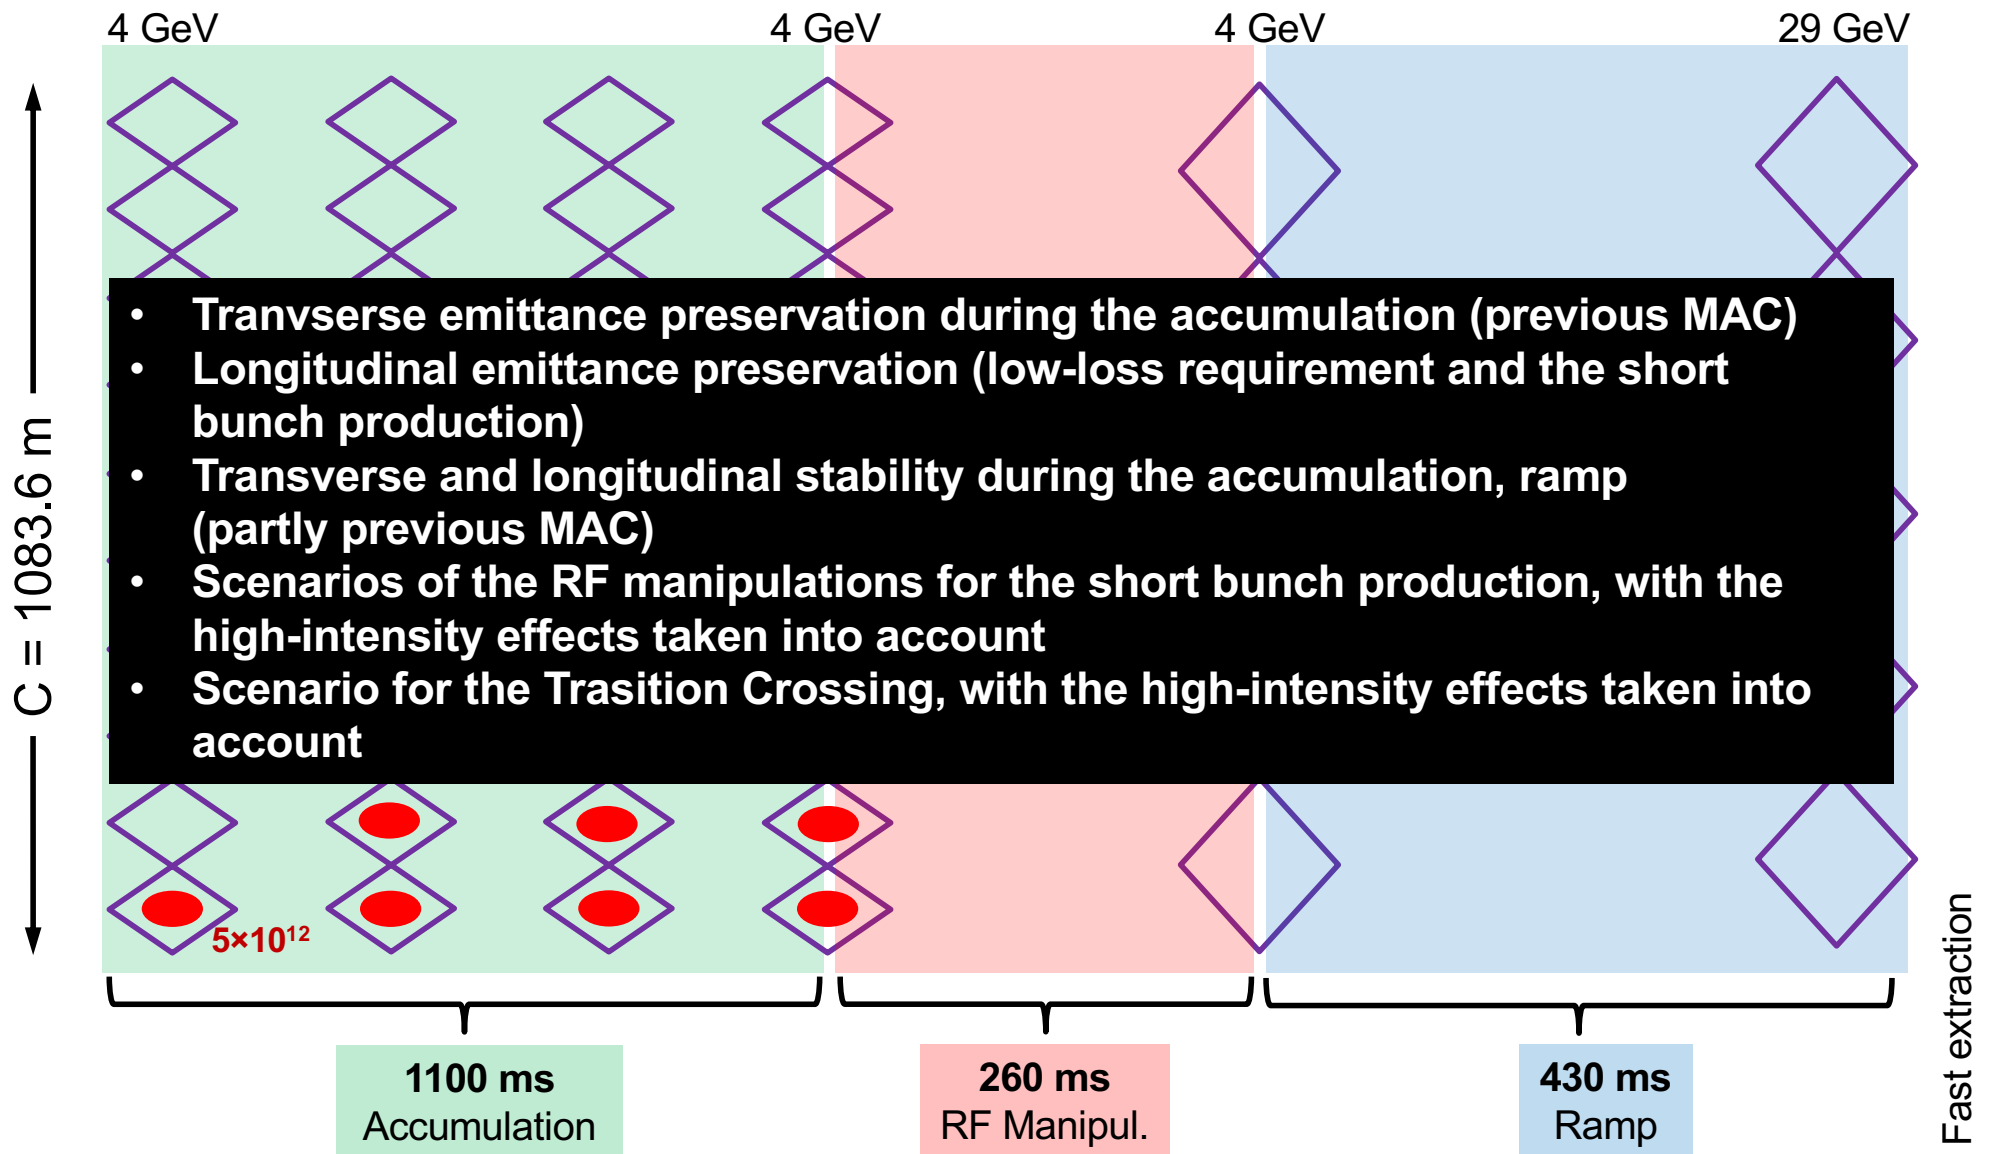 4 GeV
4 GeV
4 GeV
29 GeV
C = 1083.6 m
• Tranvserse emittance preservation during the accumulation (previous MAC)
• Longitudinal emittance preservation (low-loss requirement and the short
bunch production)
• Transverse and longitudinal stability during the accumulation, ramp
(partly previous MAC)
• Scenarios of the RF manipulations for the short bunch production, with the
high-intensity effects taken into account
• Scenario for the Trasition Crossing, with the high-intensity effects taken into
account
5×10¹²
Fast extraction
1100 ms
Accumulation
260 ms
RF Manipul.
430 ms
Ramp